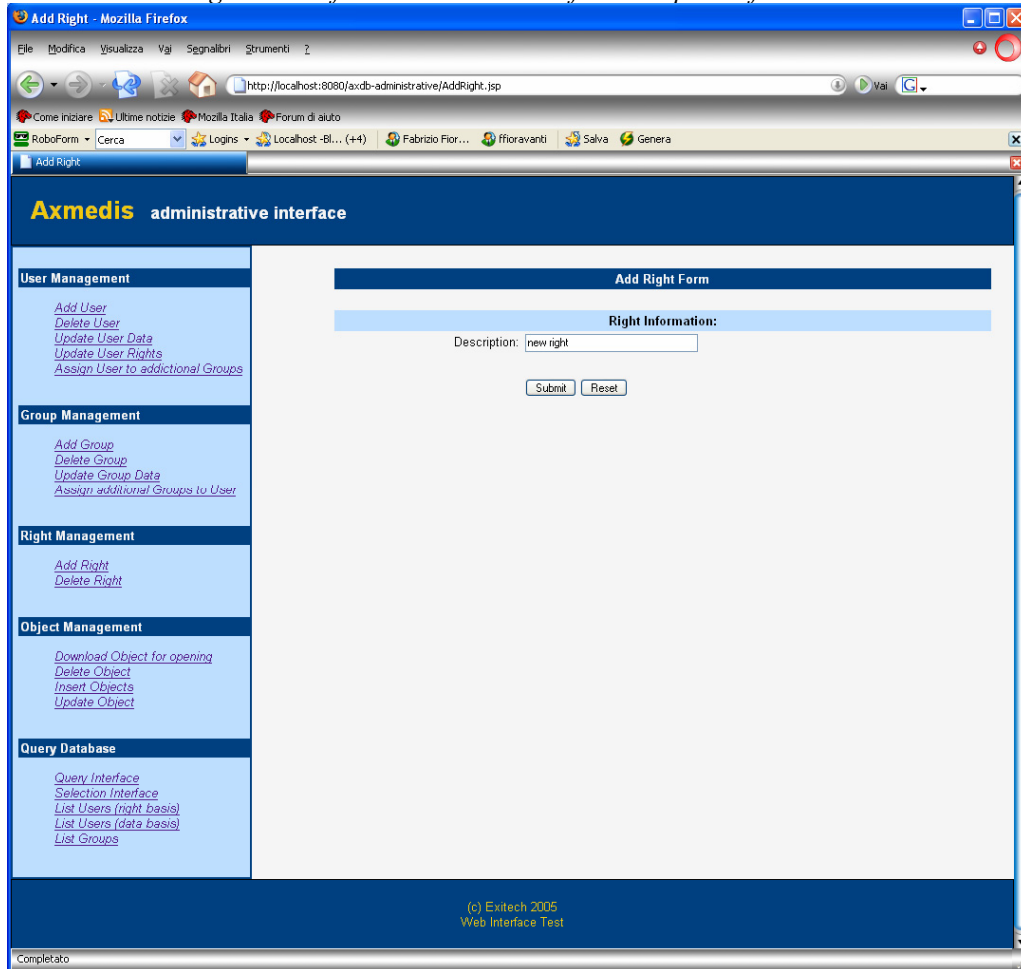 Add Right - Mozilla Firefox
File Modifica Visualizza Vai Segnalibri Strumenti ?
http://localhost:8080/axdb-administrative/AddRight.jsp Vai G
Come iniziare Ultime notizie Mozilla Italia Forum di aiuto
RoboForm Cerca Logins Localhost -Bl... (+4) Fabrizio Fior... ffioravanti Salva Genera
Add Right
Axmedis administrative interface
User Management
Add User
Delete User
Update User Data
Update User Rights
Assign User to addictional Groups
Group Management
Add Group
Delete Group
Update Group Data
Assign additional Groups to User
Right Management
Add Right
Delete Right
Object Management
Download Object for opening
Delete Object
Insert Objects
Update Object
Query Database
Query Interface
Selection Interface
List Users (right basis)
List Users (data basis)
List Groups
Add Right Form
Right Information:
Description: new right
Submit Reset
(c) Exitech 2005
Web Interface Test
Completato